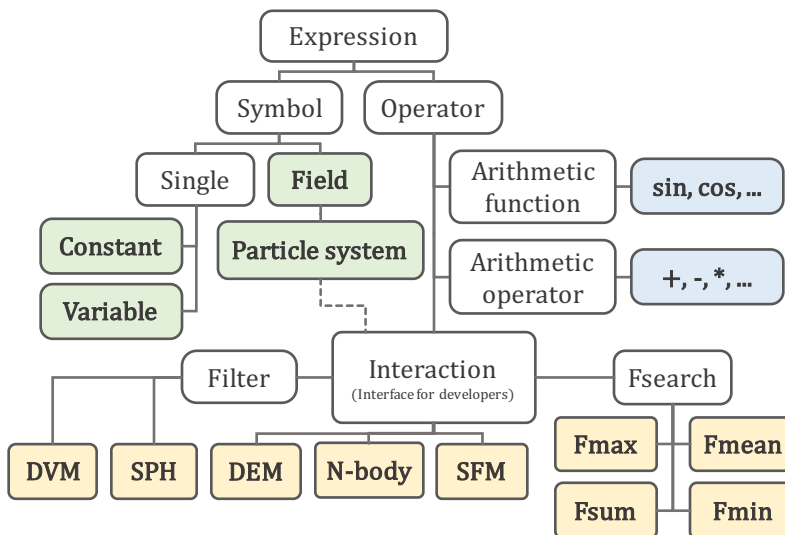 Expression
Symbol
Operator
Single
Field
Arithmetic
function
sin, cos, ...
Constant
Particle system
Arithmetic
operator
+, -, *, ...
Variable
Filter
Interaction
(Interface for developers)
Fsearch
DVM
SPH
DEM
N-body
SFM
Fmax
Fmean
Fsum
Fmin